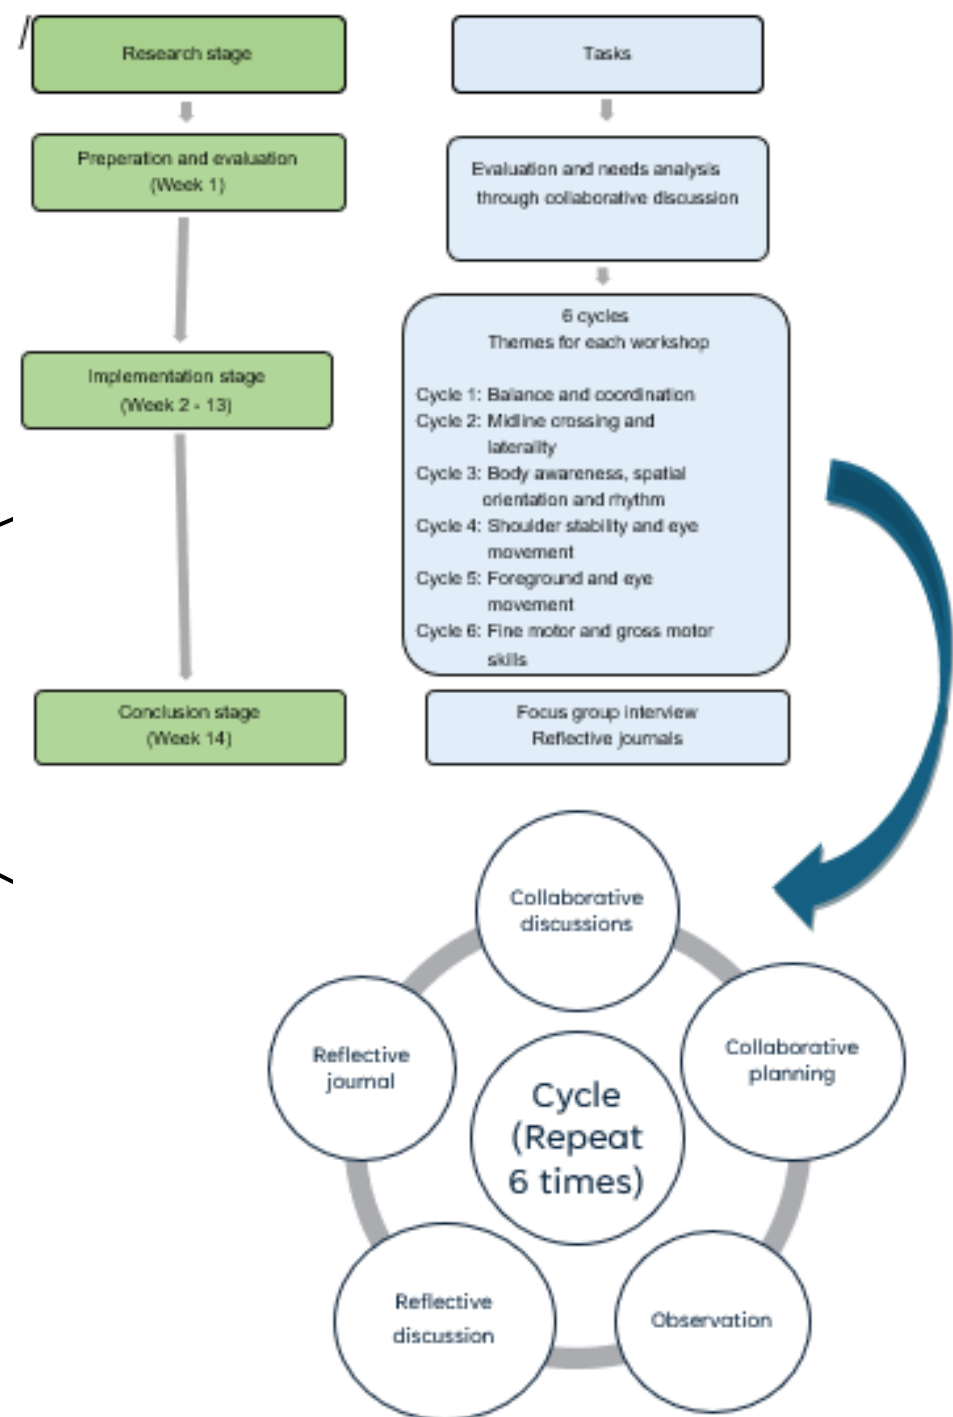 /
Research stage
Preperation and evaluation
(Week 1)
Implementation stage
(Week 2 - 13)
Conclusion stage
(Week 14)
Tasks
Evaluation and needs analysis
through collaborative discussion
6 cycles
Themes for each workshop
Cycle 1: Balance and coordination
Cycle 2: Midline crossing and
laterality
Cycle 3: Body awareness, spatial
orientation and rhythm
Cycle 4: Shoulder stability and eye
movement
Cycle 5: Foreground and eye
movement
Cycle 6: Fine motor and gross motor
skills
Focus group interview
Reflective journals
Collaborative
discussions
Collaborative
planning
Observation
Reflective
discussion
Reflective
journal
Cycle
(Repeat
6 times)